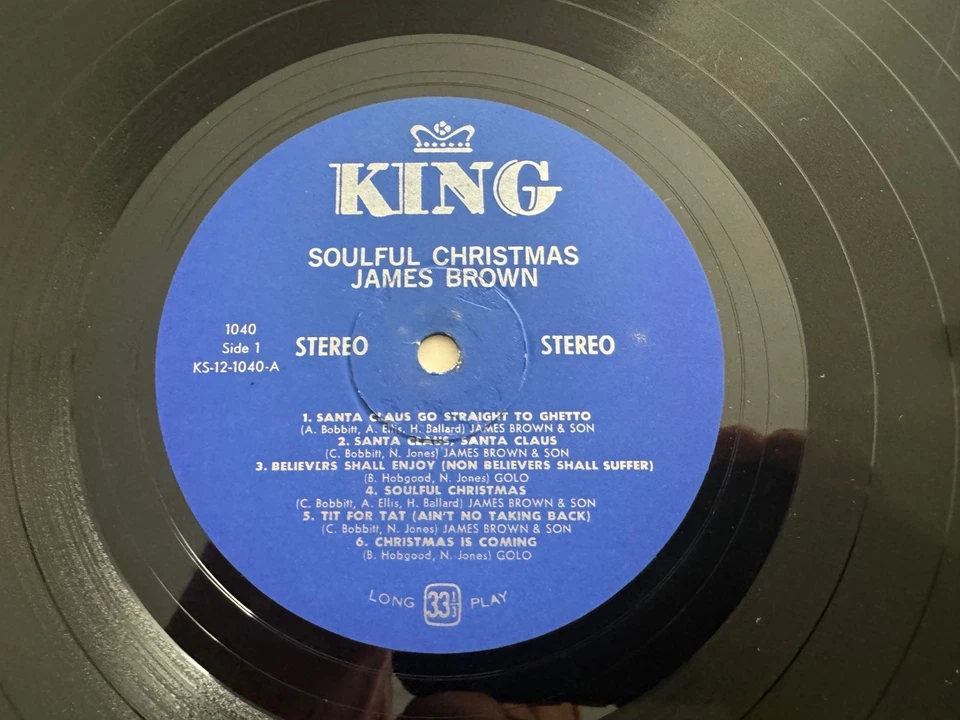 KING
SOULFUL CHRISTMAS
JAMES BROWN
1040
Side 1
KS-12-1040-A
STEREO
STEREO
1. SANTA CLAUS GO STRAIGHT TO GHETTO
(A. Bobbitt, A. Ellis, H. Ballard) JAMES BROWN & SON
2. SANTA CLAUS, SANTA CLAUS
(C. Bobbitt, N. Jones) JAMES BROWN & SON
3. BELIEVERS SHALL ENJOY (NON BELIEVERS SHALL SUFFER)
(B. Hobgood, N. Jones) GOLO
4. SOULFUL CHRISTMAS
(C. Bobbitt, A. Ellis, H. Ballard) JAMES BROWN & SON
5. TIT FOR TAT (AIN'T NO TAKING BACK)
(C. Bobbitt, N. Jones) JAMES BROWN & SON
6. CHRISTMAS IS COMING
(B. Hobgood, N. Jones) GOLO
LONG 33 1/3 PLAY